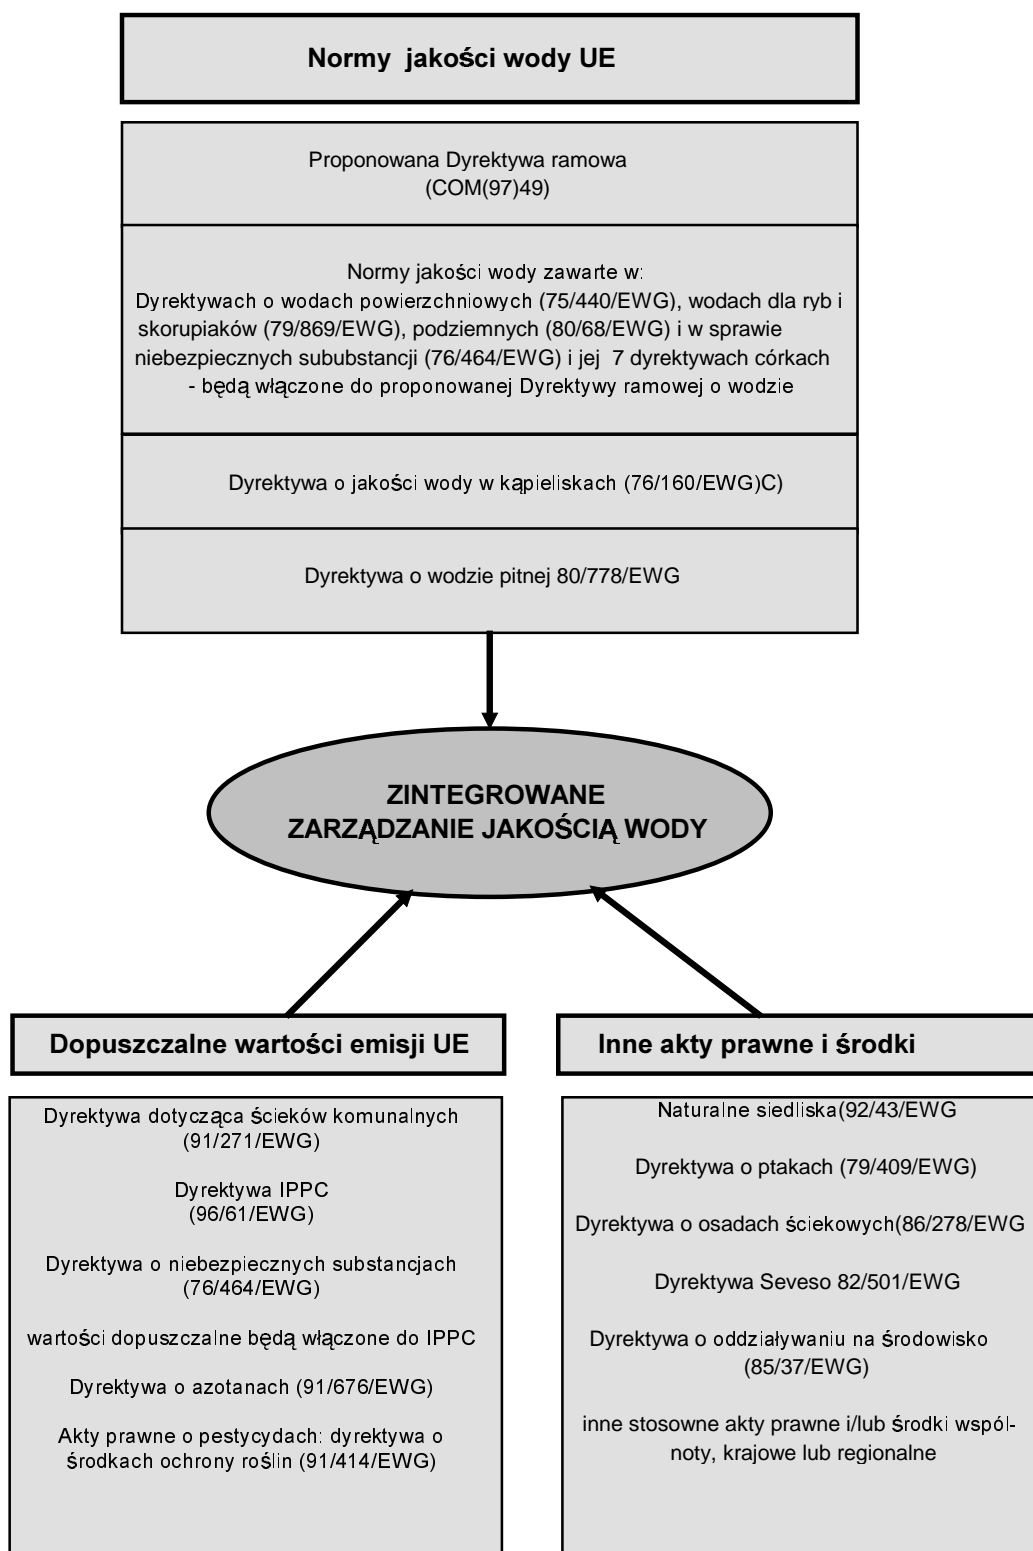 Normy jakości wody UE
Proponowana Dyrektywa ramowa
(COM(97)49)
Normy jakości wody zawarte w:
Dyrektywach o wodach powierzchniowych (75/440/EWG), wodach dla ryb i
skorupiaków (79/869/EWG), podziemnych (80/68/EWG) i w sprawie
niebezpiecznych sububstancji (76/464/EWG) i jej 7 dyrektywach córkach
- będą włączone do proponowanej Dyrektywy ramowej o wodzie
Dyrektywa o jakości wody w kąpieliskach (76/160/EWG)C)
Dyrektywa o wodzie pitnej 80/778/EWG
ZINTEGROWANE
ZARZĄDZANIE JAKOŚCIĄ WODY
Dopuszczalne wartości emisji UE
Dyrektywa dotycząca ścieków komunalnych
(91/271/EWG)
Dyrektywa IPPC
(96/61/EWG)
Dyrektywa o niebezpiecznych substancjach
(76/464/EWG)
wartości dopuszczalne będą włączone do IPPC
Dyrektywa o azotanach (91/676/EWG)
Akty prawne o pestycydach: dyrektywa o
środkach ochrony roślin (91/414/EWG)
Inne akty prawne i środki
Naturalne siedliska(92/43/EWG
Dyrektywa o ptakach (79/409/EWG)
Dyrektywa o osadach ściekowych(86/278/EWG
Dyrektywa Seveso 82/501/EWG
Dyrektywa o oddziaływaniu na środowisko
(85/37/EWG)
inne stosowne akty prawne i/lub środki wspól-
noty, krajowe lub regionalne